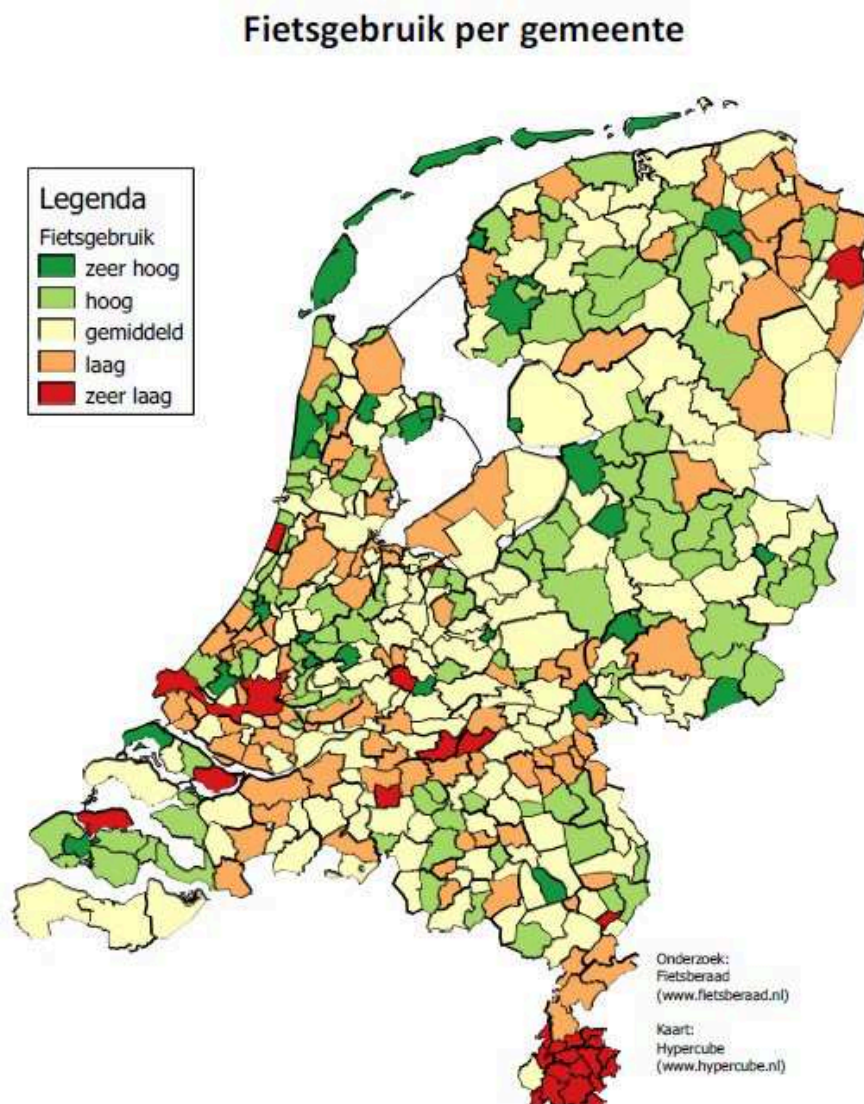 Fietsgebruik per gemeente
Legenda
Fietsgebruik
zeer hoog
hoog
gemiddeld
laag
zeer laag
Onderzoek:
Fietsberaad
(www.fietsberaad.nl)
Kaart:
Hypercube
(www.hypercube.nl)